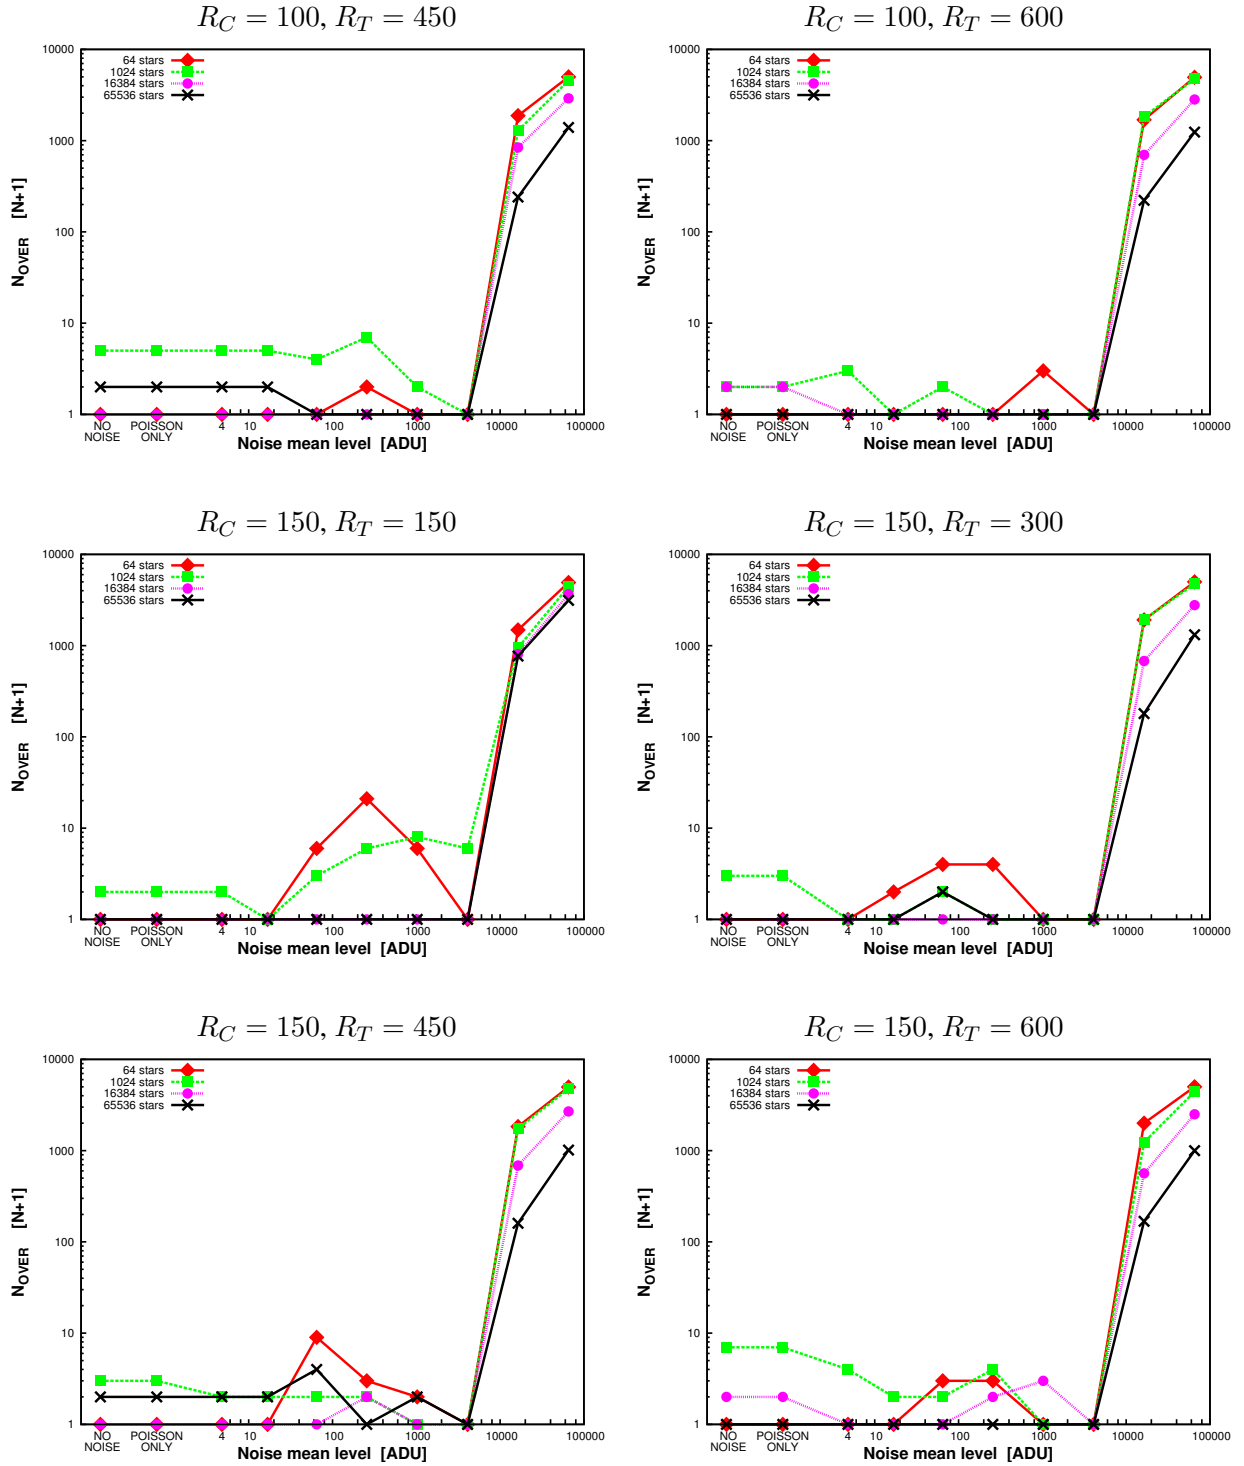 R_C = 100, R_T = 450
10000
1000
100
10
1
N_OVER [N+1]
64 stars
1024 stars
16384 stars
65536 stars
NO NOISE
POISSON ONLY
4
10
100
1000
10000
100000
Noise mean level [ADU]
R_C = 100, R_T = 600
10000
1000
100
10
1
N_OVER [N+1]
64 stars
1024 stars
16384 stars
65536 stars
NO NOISE
POISSON ONLY
4
10
100
1000
10000
100000
Noise mean level [ADU]
R_C = 150, R_T = 150
10000
1000
100
10
1
N_OVER [N+1]
64 stars
1024 stars
16384 stars
65536 stars
NO NOISE
POISSON ONLY
4
10
100
1000
10000
100000
Noise mean level [ADU]
R_C = 150, R_T = 300
10000
1000
100
10
1
N_OVER [N+1]
64 stars
1024 stars
16384 stars
65536 stars
NO NOISE
POISSON ONLY
4
10
100
1000
10000
100000
Noise mean level [ADU]
R_C = 150, R_T = 450
10000
1000
100
10
1
N_OVER [N+1]
64 stars
1024 stars
16384 stars
65536 stars
NO NOISE
POISSON ONLY
4
10
100
1000
10000
100000
Noise mean level [ADU]
R_C = 150, R_T = 600
10000
1000
100
10
1
N_OVER [N+1]
64 stars
1024 stars
16384 stars
65536 stars
NO NOISE
POISSON ONLY
4
10
100
1000
10000
100000
Noise mean level [ADU]